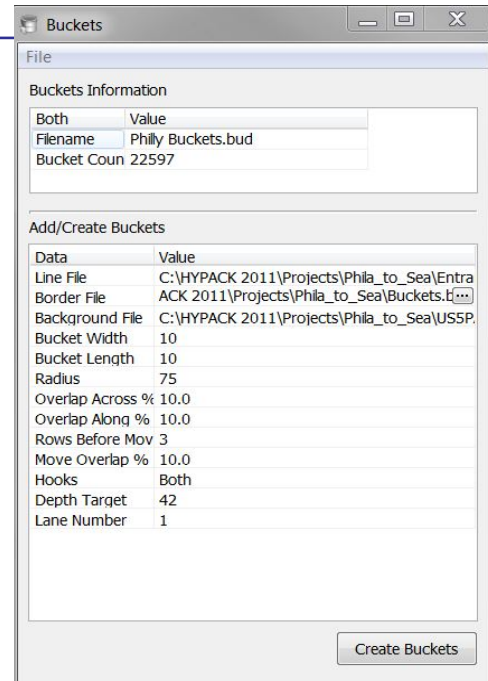 Buckets
File
Buckets Information
Both Value
Filename Philly Buckets.bud
Bucket Coun 22597
Add/Create Buckets
Data Value
Line File C:\HYPACK 2011\Projects\Phila_to_Sea\Entra
Border File ACK 2011\Projects\Phila_to_Sea\Buckets.b...
Background File C:\HYPACK 2011\Projects\Phila_to_Sea\US5P.
Bucket Width 10
Bucket Length 10
Radius 75
Overlap Across % 10.0
Overlap Along % 10.0
Rows Before Mov 3
Move Overlap % 10.0
Hooks Both
Depth Target 42
Lane Number 1
Create Buckets